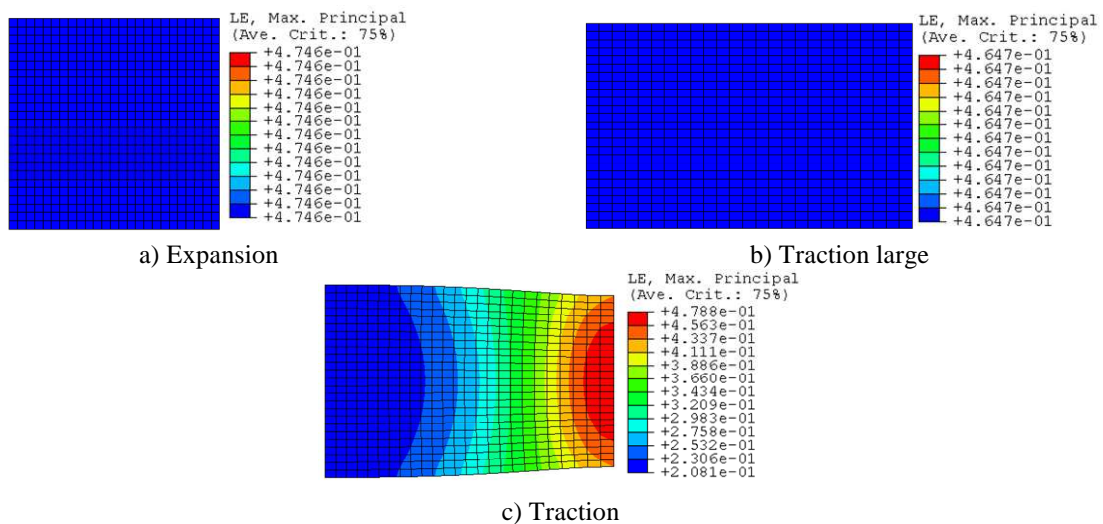 LE, Max. Principal
(Ave. Crit.: 75%)
+4.746e-01
+4.746e-01
+4.746e-01
+4.746e-01
+4.746e-01
+4.746e-01
+4.746e-01
+4.746e-01
+4.746e-01
+4.746e-01
+4.746e-01
+4.746e-01
a) Expansion
LE, Max. Principal
(Ave. Crit.: 75%)
+4.647e-01
+4.647e-01
+4.647e-01
+4.647e-01
+4.647e-01
+4.647e-01
+4.647e-01
+4.647e-01
+4.647e-01
+4.647e-01
+4.647e-01
+4.647e-01
b) Traction large
LE, Max. Principal
(Ave. Crit.: 75%)
+4.788e-01
+4.563e-01
+4.337e-01
+4.111e-01
+3.886e-01
+3.660e-01
+3.434e-01
+3.209e-01
+2.983e-01
+2.758e-01
+2.532e-01
+2.306e-01
+2.081e-01
c) Traction